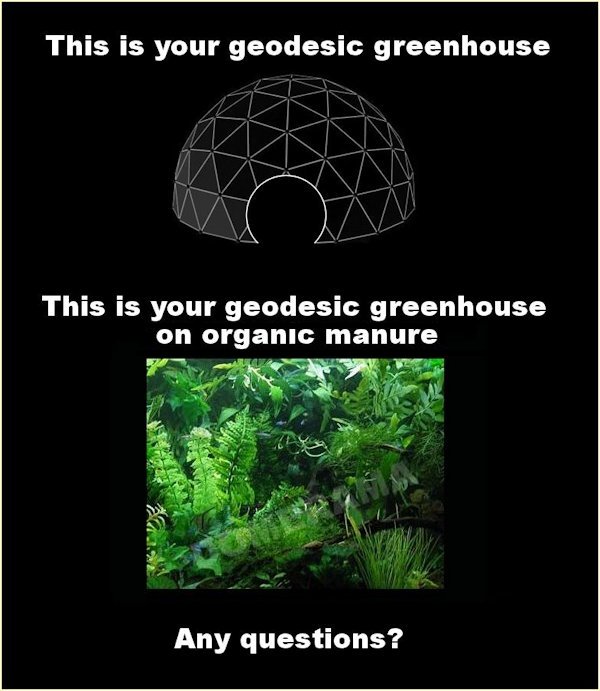 This is your geodesic greenhouse
This is your geodesic greenhouse
on organic manure
Any questions?